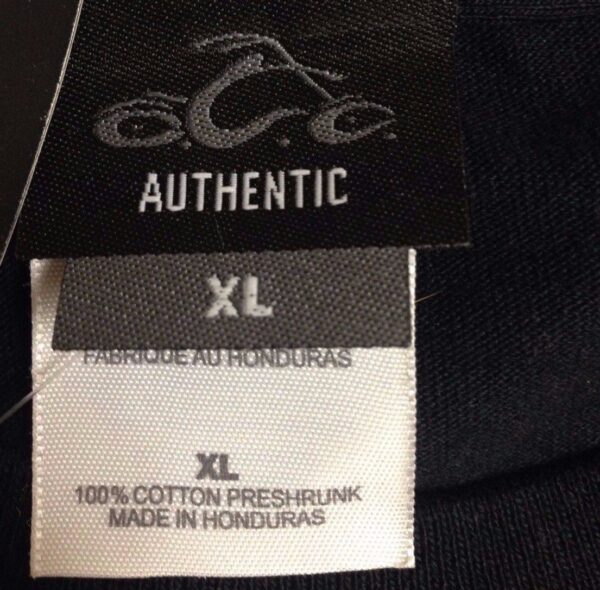 O.C.C.
AUTHENTIC
XL
FABRIQUE AU HONDURAS
XL
100% COTTON PRESHRUNK
MADE IN HONDURAS